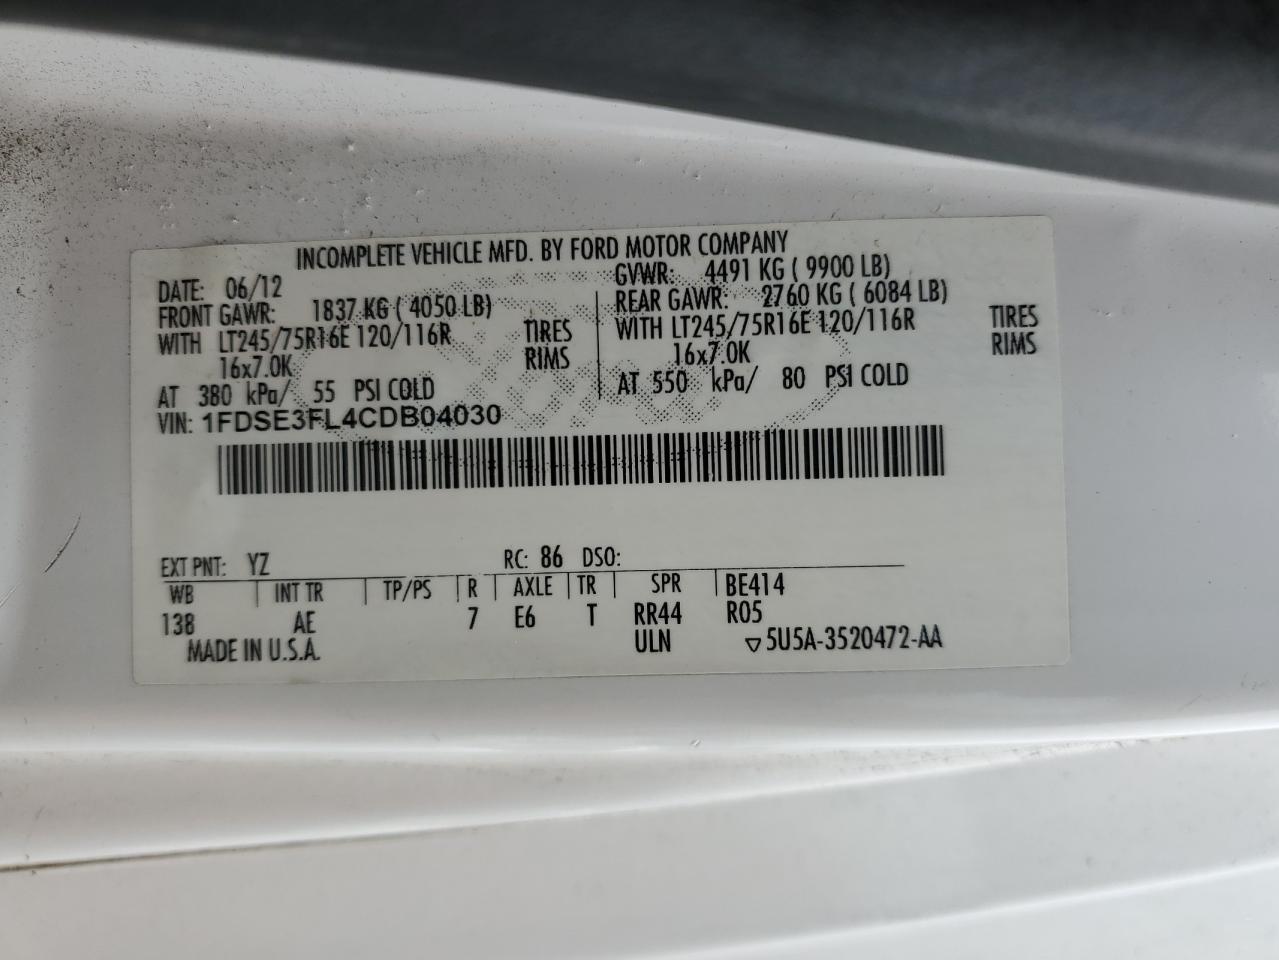 INCOMPLETE VEHICLE MFD. BY FORD MOTOR COMPANY
DATE: 06/12 GVWR: 4491 KG ( 9900 LB)
FRONT GAWR: 1837 KG ( 4050 LB) REAR GAWR: 2760 KG ( 6084 LB)
WITH LT245/75R16E 120/116R TIRES WITH LT245/75R16E 120/116R TIRES
16x7.0K RIMS 16x7.0K RIMS
AT 380 kPa/ 55 PSI COLD AT 550 kPa/ 80 PSI COLD
VIN: 1FDSE3FL4CDB04030
EXT PNT: YZ RC: 86 DSO:
WB INT TR TP/PS R AXLE TR SPR BE414
138 AE 7 E6 T RR44 R05
MADE IN U.S.A. ULN ▽5U5A-3520472-AA